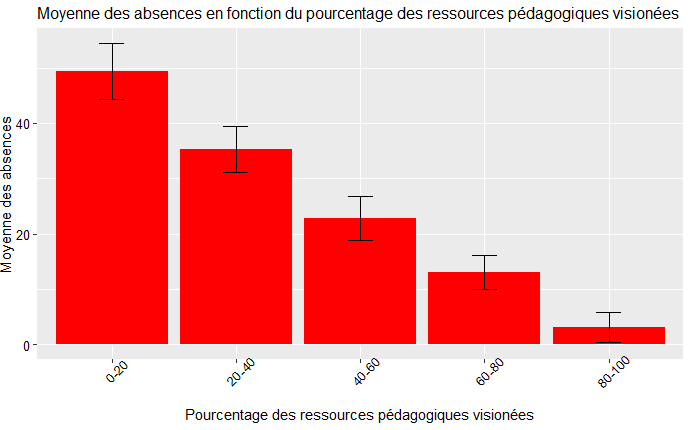 Moyenne des absences en fonction du pourcentage des ressources pédagogiques visionées
Moyenne des absences
40
20
0
0-20
20-40
40-60
60-80
80-100
Pourcentage des ressources pédagogiques visionées